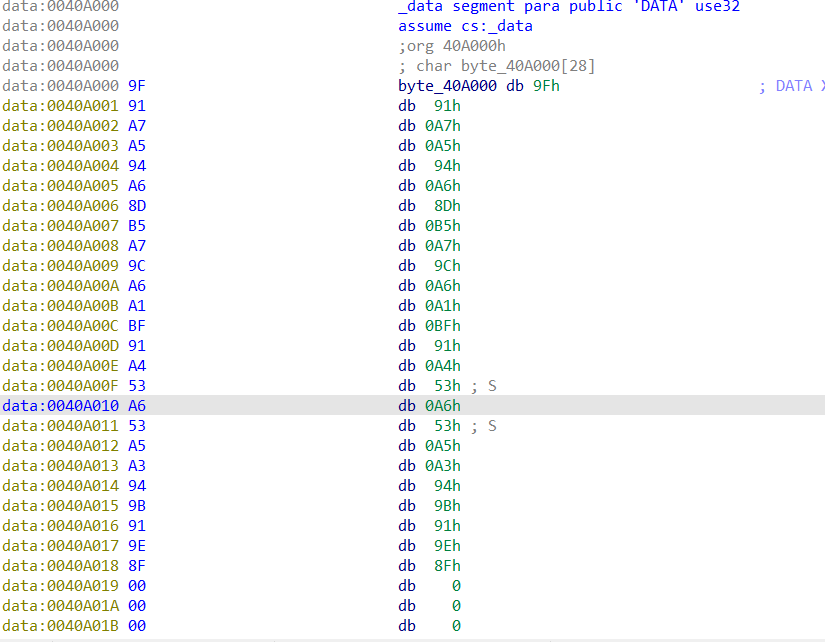 data:0040A000 _data segment para public 'DATA' use32
data:0040A000 assume cs:_data
data:0040A000 ;org 40A000h
data:0040A000 ; char byte_40A000[28]
data:0040A000 9F byte_40A000 db 9Fh ; DATA X
data:0040A001 91 db 91h
data:0040A002 A7 db 0A7h
data:0040A003 A5 db 0A5h
data:0040A004 94 db 94h
data:0040A005 A6 db 0A6h
data:0040A006 8D db 8Dh
data:0040A007 B5 db 0B5h
data:0040A008 A7 db 0A7h
data:0040A009 9C db 9Ch
data:0040A00A A6 db 0A6h
data:0040A00B A1 db 0A1h
data:0040A00C BF db 0BFh
data:0040A00D 91 db 91h
data:0040A00E A4 db 0A4h
data:0040A00F 53 db 53h ; S
data:0040A010 A6 db 0A6h
data:0040A011 53 db 53h ; S
data:0040A012 A5 db 0A5h
data:0040A013 A3 db 0A3h
data:0040A014 94 db 94h
data:0040A015 9B db 9Bh
data:0040A016 91 db 91h
data:0040A017 9E db 9Eh
data:0040A018 8F db 8Fh
data:0040A019 00 db 0
data:0040A01A 00 db 0
data:0040A01B 00 db 0